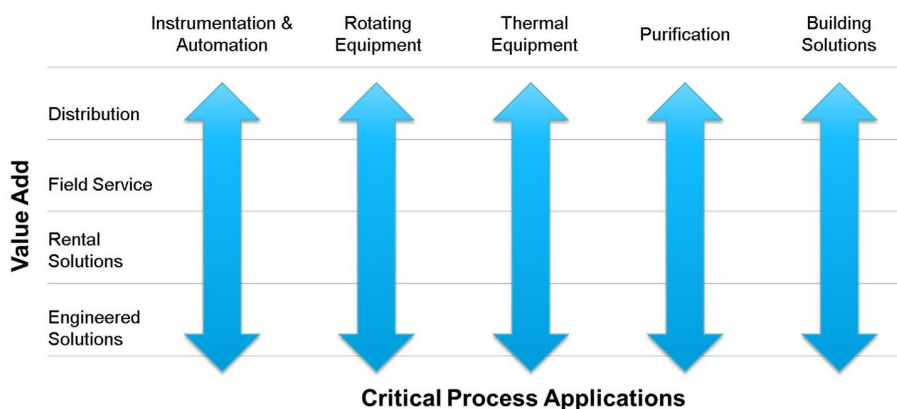 Instrumentation &
Automation
Rotating
Equipment
Thermal
Equipment
Purification
Building
Solutions
Value Add
Distribution
Field Service
Rental
Solutions
Engineered
Solutions
Critical Process Applications